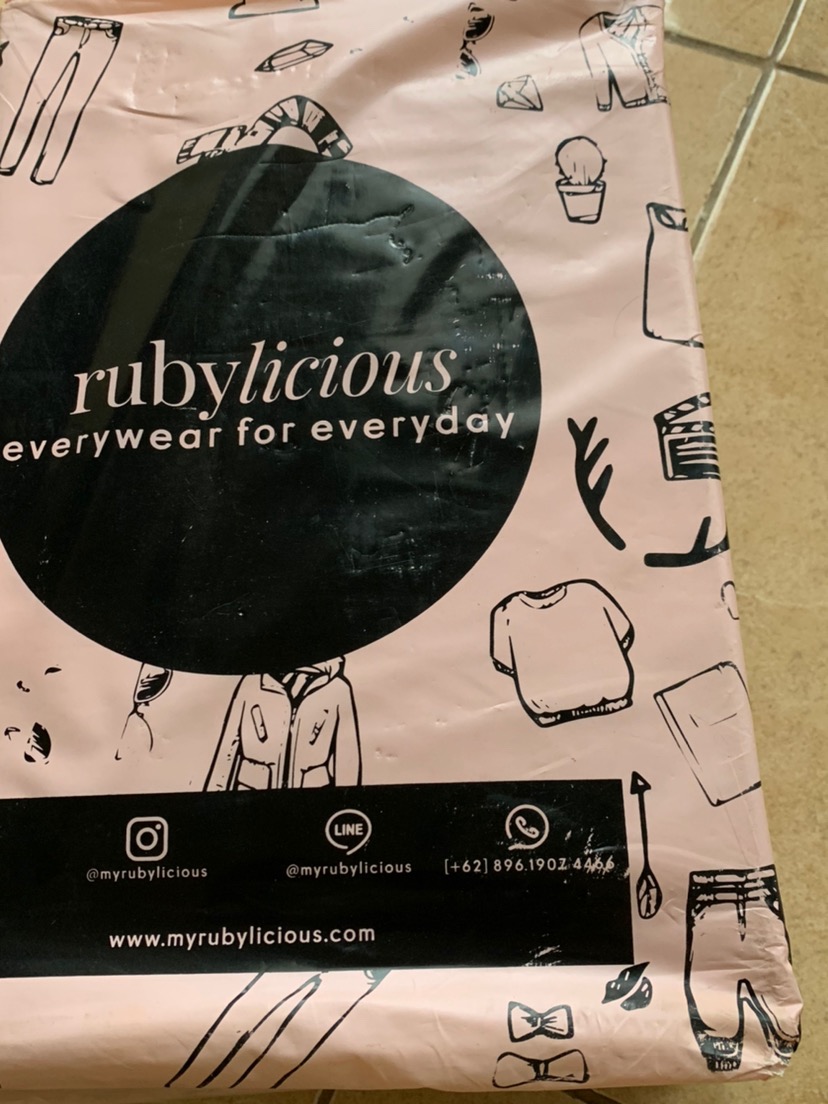 rubylicious
everywear for everyday
LINE
@myrubylicious @myrubylicious [+62] 896.1902 4466
www.myrubylicious.com